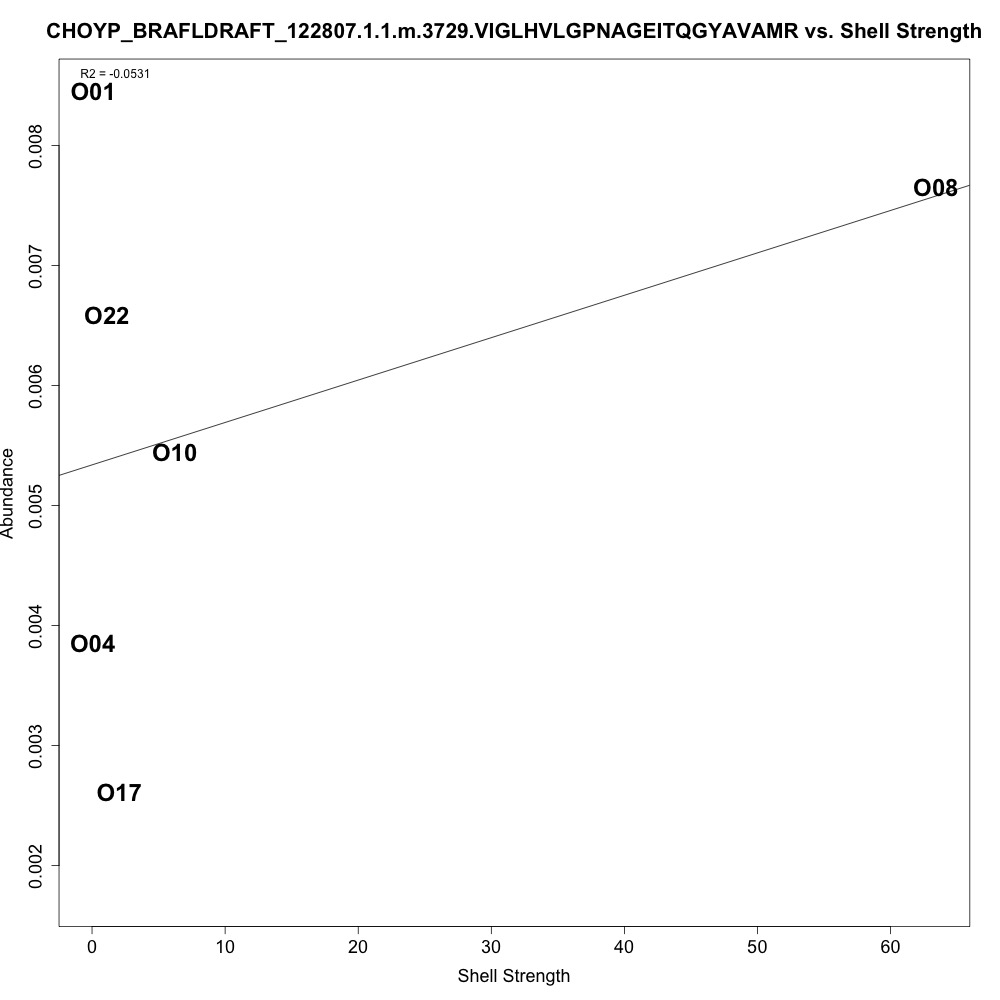 CHOYP_BRAFLDRAFT_122807.1.1.m.3729.VIGLHVLGPNAGEITQGYAVAMR vs. Shell Strength
R2 = -0.0531
O01
0.008
O08
0.007
O22
0.006
O10
Abundance
0.005
0.004
O04
0.003
O17
0.002
0 10 20 30 40 50 60
Shell Strength